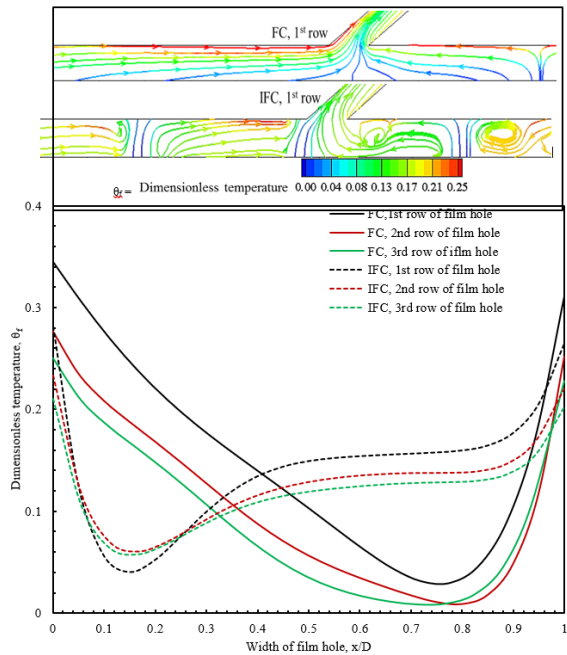 FC, 1st row
IFC, 1st row
θf = Dimensionless temperature
0.00 0.04 0.08 0.13 0.17 0.21 0.25
FC,1st row of film hole
FC, 2nd row of film hole
FC, 3rd row of iflm hole
IFC, 1st row of film hole
IFC, 2nd row of film hole
IFC, 3rd row of film hole
Dimensionless temperature, θf
0.4
0.3
0.2
0.1
0
0 0.1 0.2 0.3 0.4 0.5 0.6 0.7 0.8 0.9 1
Width of film hole, x/D